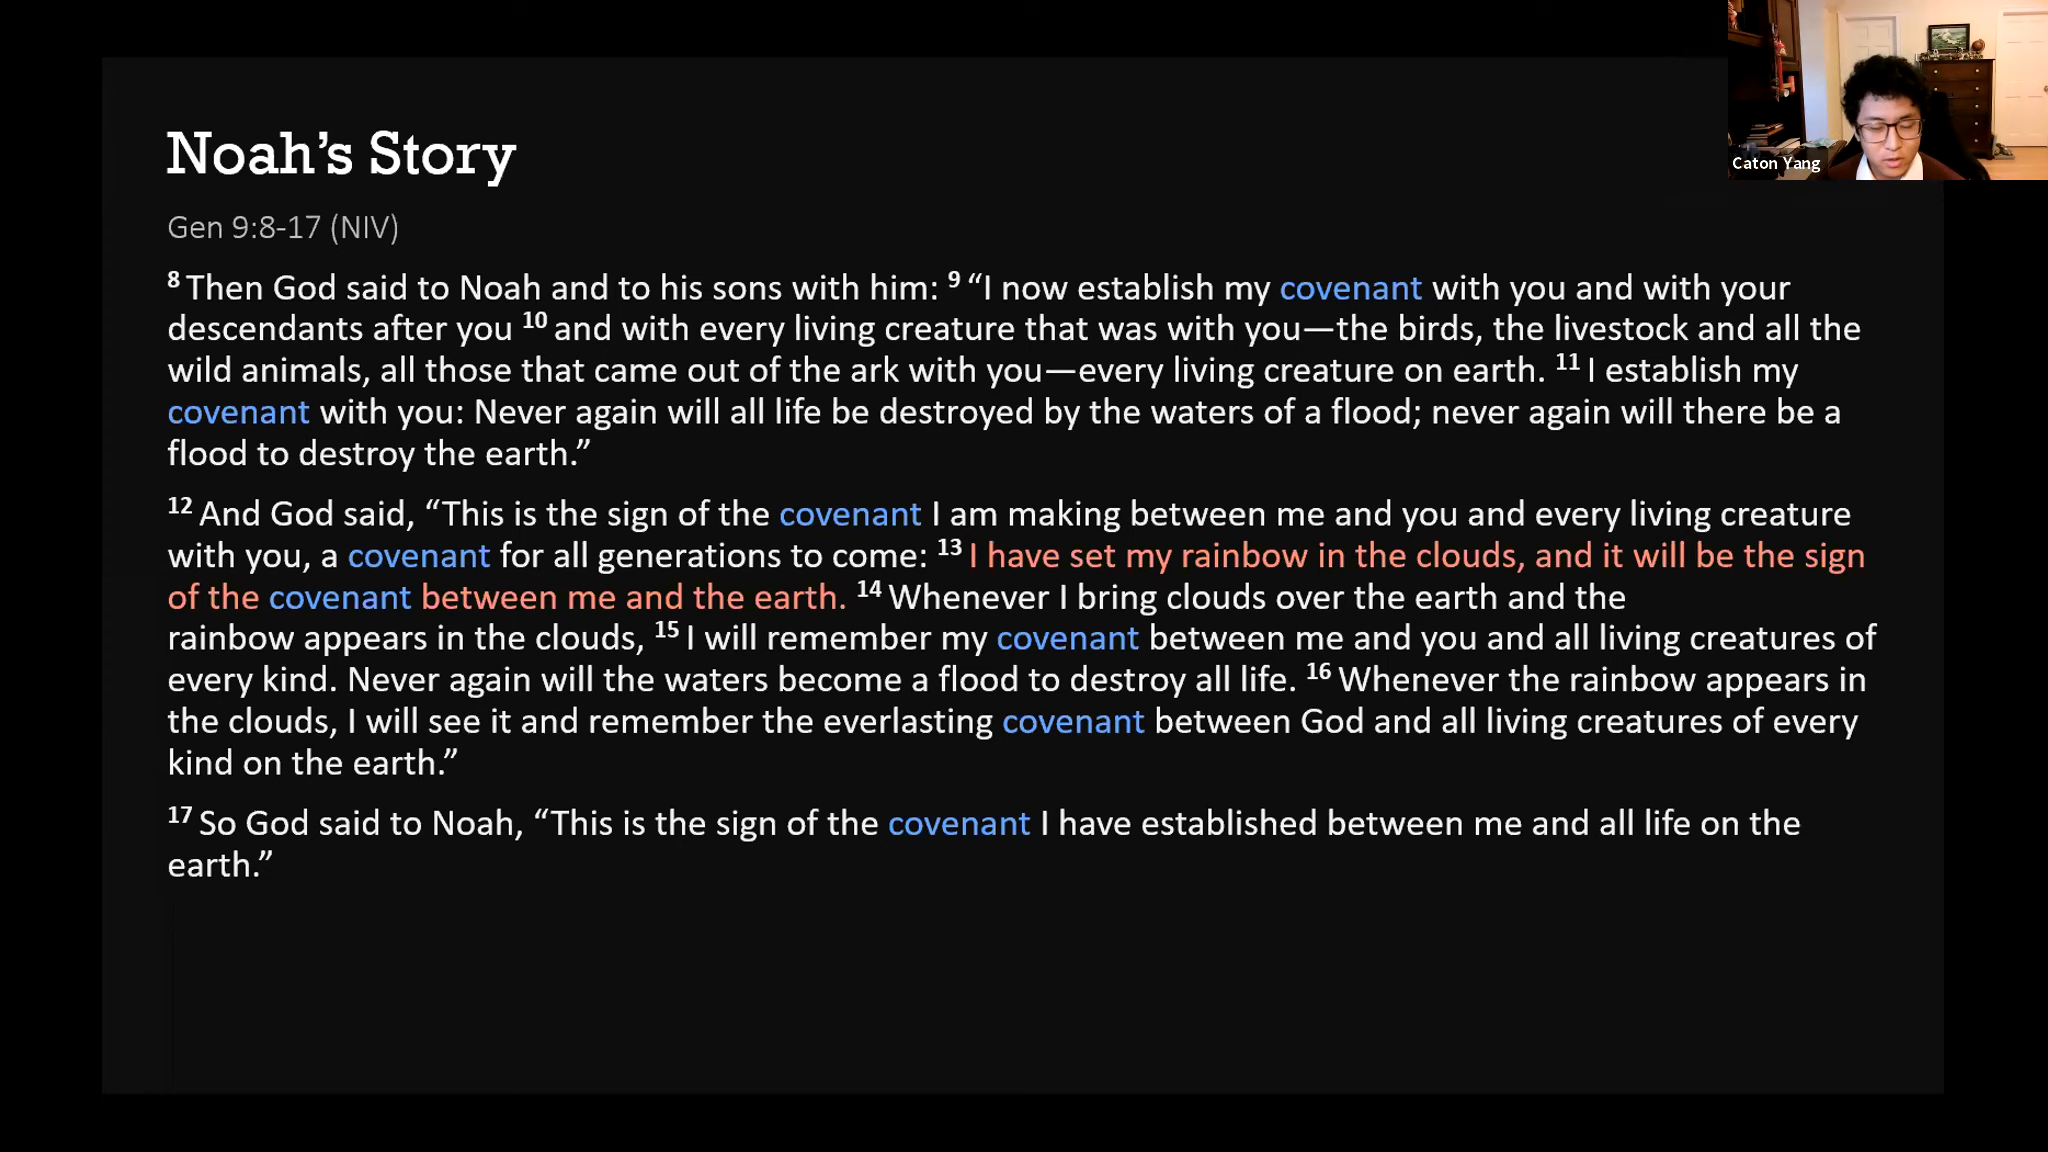 Noah’s Story
Caton Yang
Gen 9:8-17 (NIV)
8 Then God said to Noah and to his sons with him: 9 “I now establish my covenant with you and with your
descendants after you 10 and with every living creature that was with you—the birds, the livestock and all the
wild animals, all those that came out of the ark with you—every living creature on earth. 11 I establish my
covenant with you: Never again will all life be destroyed by the waters of a flood; never again will there be a
flood to destroy the earth.”
12 And God said, “This is the sign of the covenant I am making between me and you and every living creature
with you, a covenant for all generations to come: 13 I have set my rainbow in the clouds, and it will be the sign
of the covenant between me and the earth. 14 Whenever I bring clouds over the earth and the
rainbow appears in the clouds, 15 I will remember my covenant between me and you and all living creatures of
every kind. Never again will the waters become a flood to destroy all life. 16 Whenever the rainbow appears in
the clouds, I will see it and remember the everlasting covenant between God and all living creatures of every
kind on the earth.”
17 So God said to Noah, “This is the sign of the covenant I have established between me and all life on the
earth.”